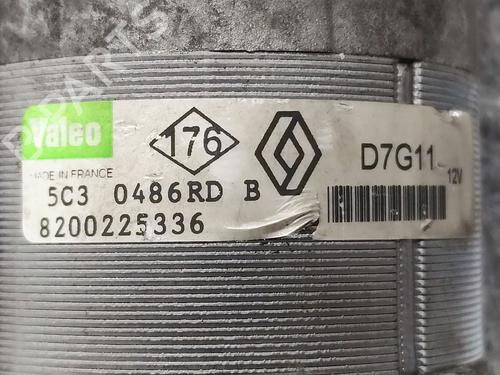 Valeo
176
D7G11
MADE IN FRANCE
12V
5C3 0486RD B
8200225336